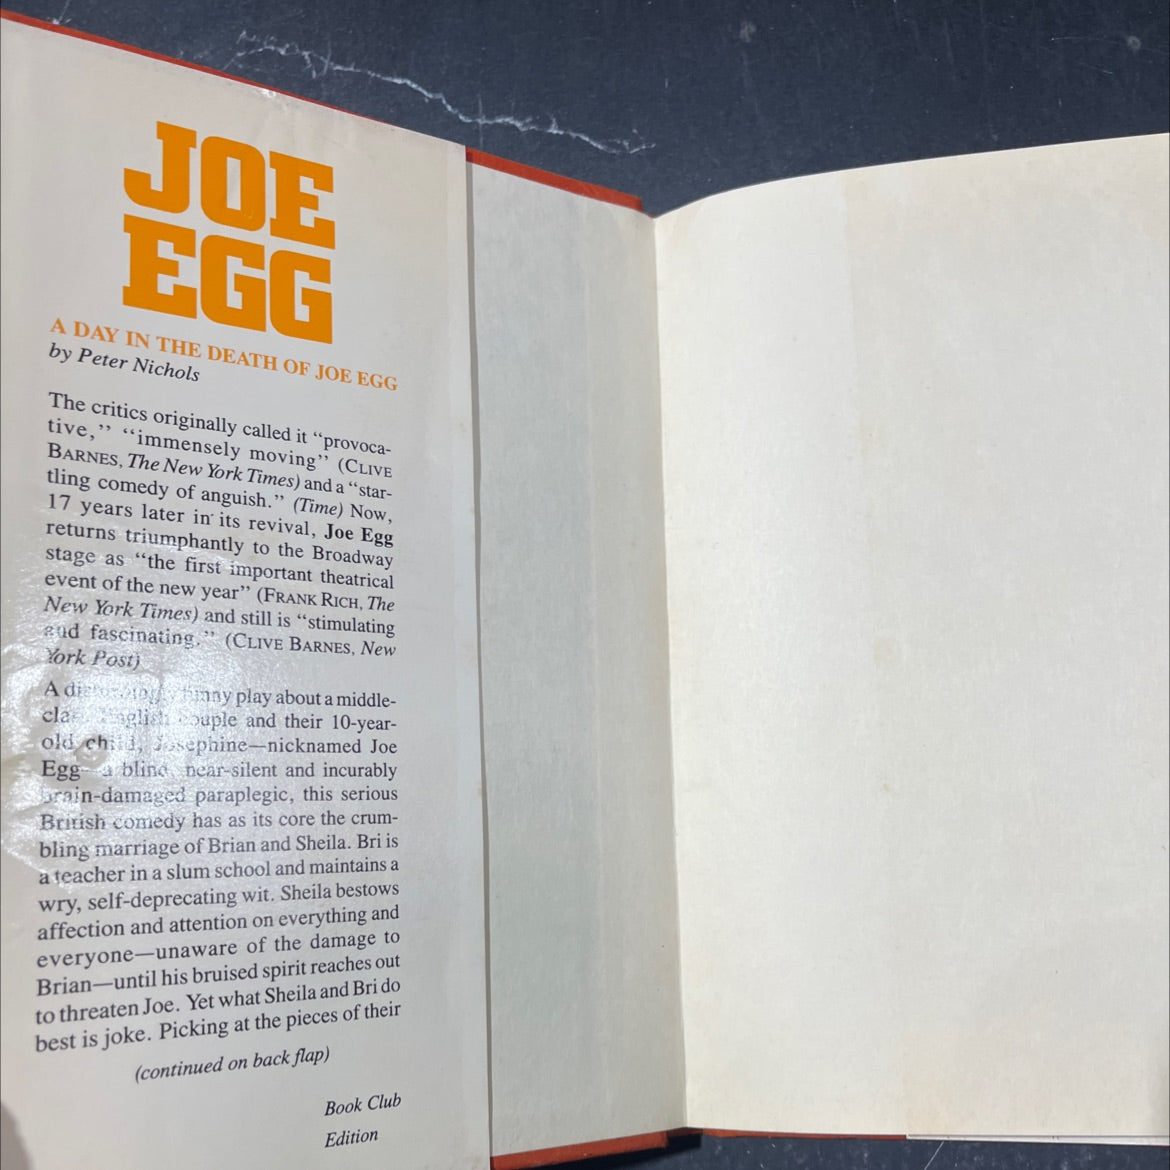 JOE
EGG
A DAY IN THE DEATH OF JOE EGG
by Peter Nichols
The critics originally called it “provoca-
tive,” “immensely moving” (CLIVE
BARNES, The New York Times) and a “star-
tling comedy of anguish.” (Time) Now,
17 years later in its revival, Joe Egg
returns triumphantly to the Broadway
stage as “the first important theatrical
event of the new year” (FRANK RICH, The
New York Times) and still is “stimulating
and fascinating.” (CLIVE BARNES, New
York Post)
A funny play about a middle-
class English couple and their 10-year-
old child, Josephine—nicknamed Joe
Egg—a blind, near-silent and incurably
brain-damaged paraplegic, this serious
British comedy has as its core the crum-
bling marriage of Brian and Sheila. Bri is
a teacher in a slum school and maintains a
wry, self-deprecating wit. Sheila bestows
affection and attention on everything and
everyone—unaware of the damage to
Brian—until his bruised spirit reaches out
to threaten Joe. Yet what Sheila and Bri do
best is joke. Picking at the pieces of their
(continued on back flap)
Book Club
Edition